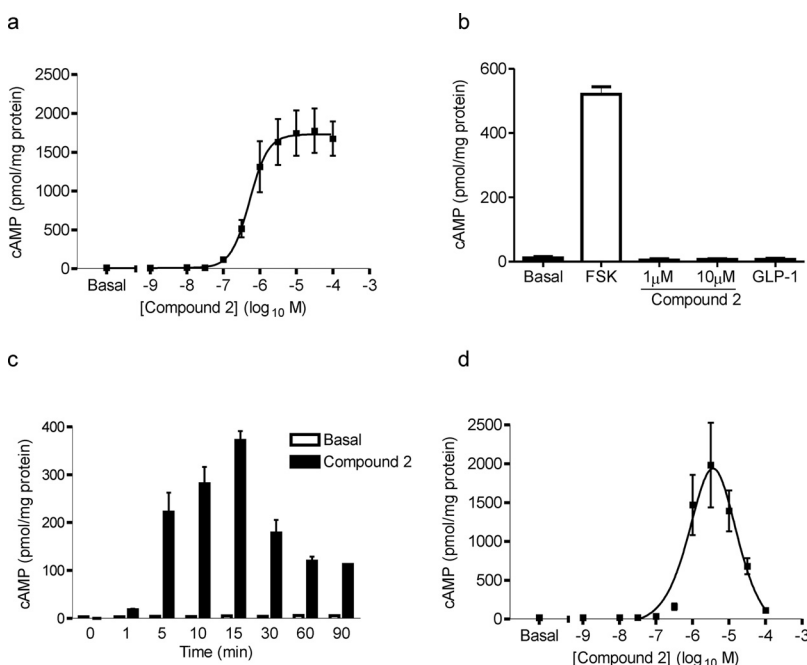 a
2500
2000
1500
1000
500
0
cAMP (pmol/mg protein)
Basal -9 -8 -7 -6 -5 -4 -3
[Compound 2] (log10 M)
b
600
400
200
0
cAMP (pmol/mg protein)
Basal FSK 1μM 10μM GLP-1
Compound 2
c
400
300
200
100
0
cAMP (pmol/mg protein)
Basal
Compound 2
0 1 5 10 15 30 60 90
Time (min)
d
2500
2000
1500
1000
500
0
cAMP (pmol/mg protein)
Basal -9 -8 -7 -6 -5 -4 -3
[Compound 2] (log10 M)